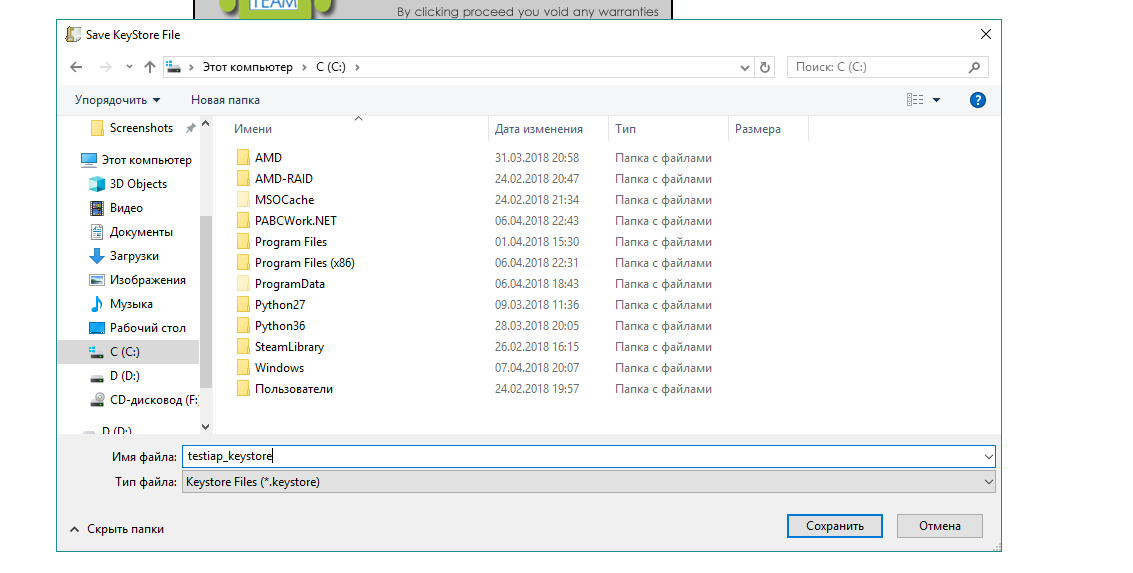 TEAM
By clicking proceed you void any warranties
Save KeyStore File
Этот компьютер
C (C:)
Поиск: C (C:)
Упорядочить
Новая папка
Screenshots
Этот компьютер
3D Objects
Видео
Документы
Загрузки
Изображения
Музыка
Рабочий стол
C (C:)
D (D:)
CD-дисковод (F:
D (D:)
Имени Дата изменения Тип Размера
AMD 31.03.2018 20:58 Папка с файлами
AMD-RAID 24.02.2018 20:47 Папка с файлами
MSOCache 24.02.2018 21:34 Папка с файлами
PABCWork.NET 06.04.2018 22:43 Папка с файлами
Program Files 01.04.2018 15:30 Папка с файлами
Program Files (x86) 06.04.2018 22:31 Папка с файлами
ProgramData 06.04.2018 18:43 Папка с файлами
Python27 09.03.2018 11:36 Папка с файлами
Python36 28.03.2018 20:05 Папка с файлами
SteamLibrary 26.02.2018 16:15 Папка с файлами
Windows 07.04.2018 20:07 Папка с файлами
Пользователи 24.02.2018 19:57 Папка с файлами
Имя файла: testiap_keystore
Тип файла: Keystore Files (*.keystore)
Скрыть папки
Сохранить
Отмена